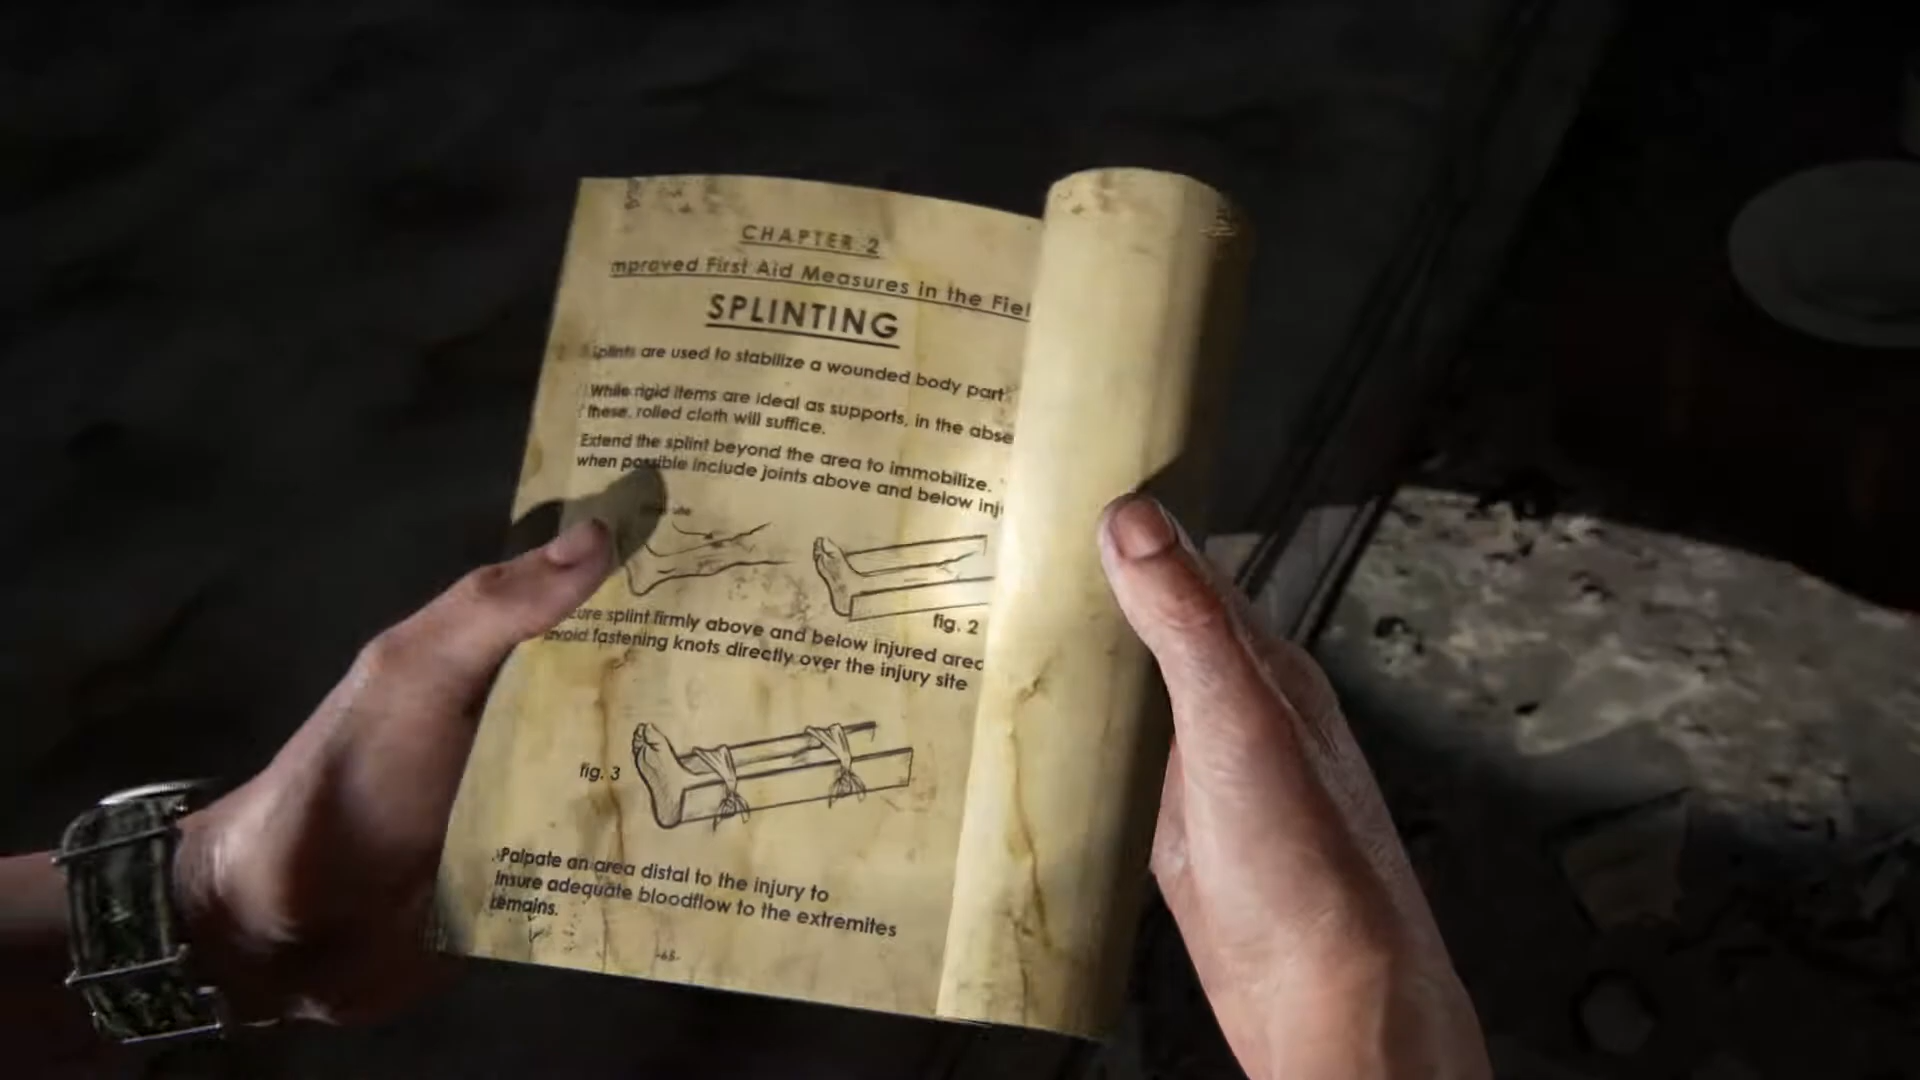 CHAPTER 2
mproved First Aid Measures in the Fiel
SPLINTING
Splints are used to stabilize a wounded body part
While rigid items are ideal as supports, in the abse
these, rolled cloth will suffice.
Extend the splint beyond the area to immobilize.
when possible include joints above and below inj
fig. 2
cure splint firmly above and below injured area
avoid fastening knots directly over the injury site
fig. 3
Palpate an area distal to the injury to
insure adequate bloodflow to the extremites
remains.
-65-